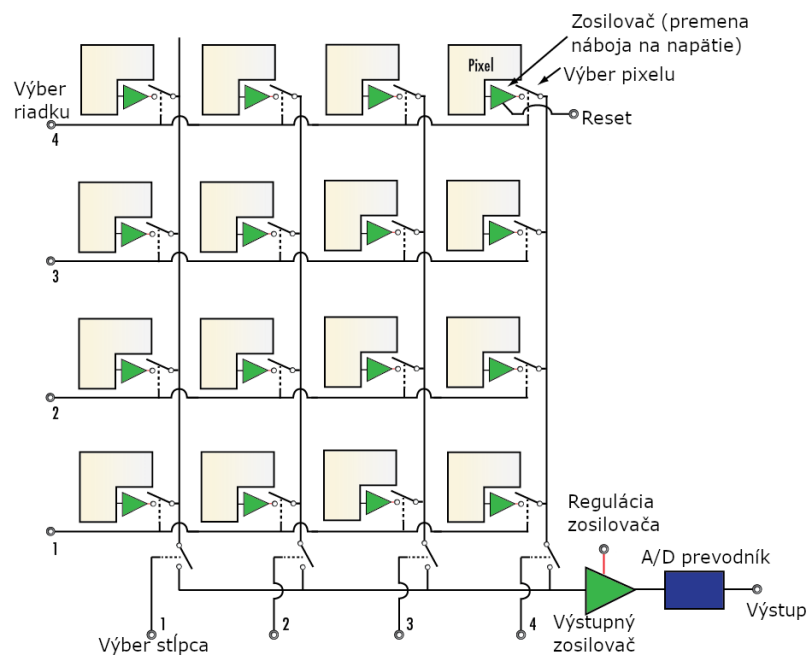 Zosilovač (premena
náboja na napätie)
Pixel
Výber pixelu
Výber
riadku
4
Reset
3
2
1
Regulácia
zosilovača
A/D prevodník
Výstup
Výstupný
zosilovač
1
2
3
4
Výber stĺpca